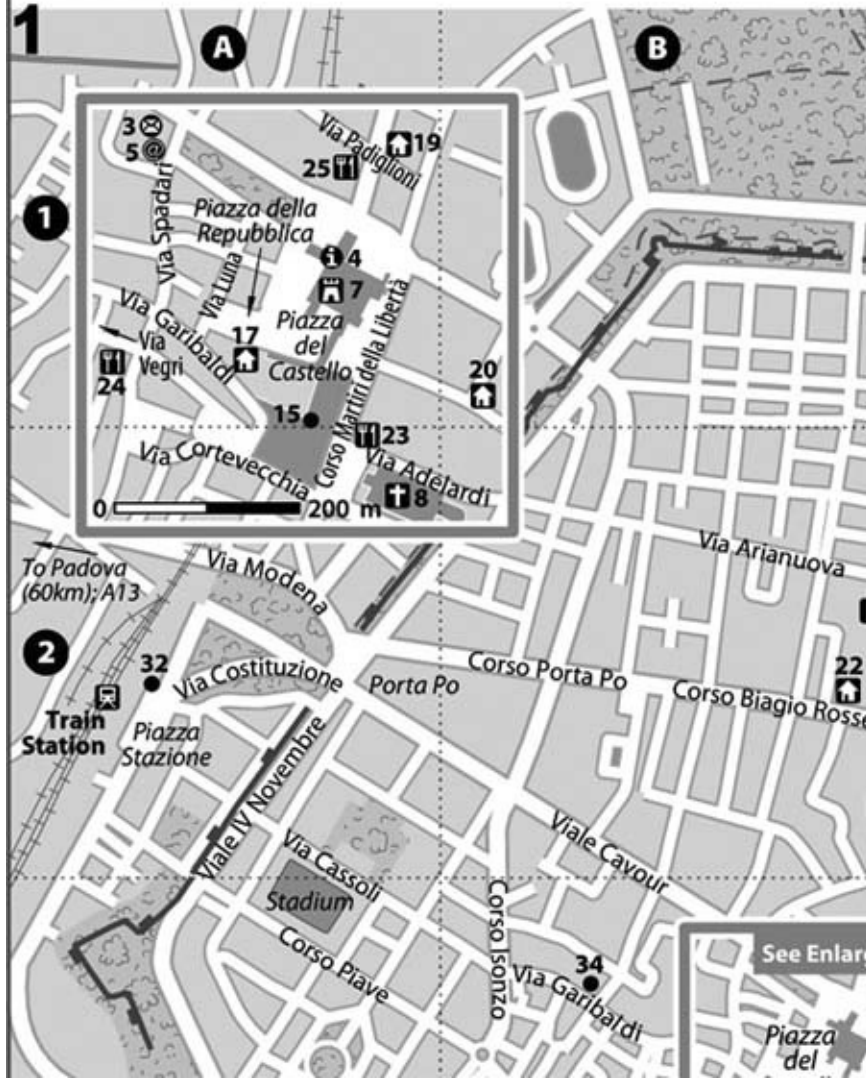 1
A
B
3
5
Via Spadari
Via Padiglioni
19
25
Piazza della
Repubblica
1
Via Luna
4
7
Via Garibaldi
Via
Vegri
17
24
Piazza
del
Castello
Corso Martiri della Libertà
20
15
23
Via Cortevecchia
Via Adelardi
8
0
200 m
To Padova
(60km); A13
Via Modena
Via Arianuova
2
32
Via Costituzione
Porta Po
Corso Porta Po
22
Corso Biagio Rosse
Train
Station
Piazza
Stazione
Viale IV Novembre
Via Cassoli
Viale Cavour
Stadium
Corso Piave
Corso Isonzo
34
Via Garibaldi
See Enlarg
Piazza
del